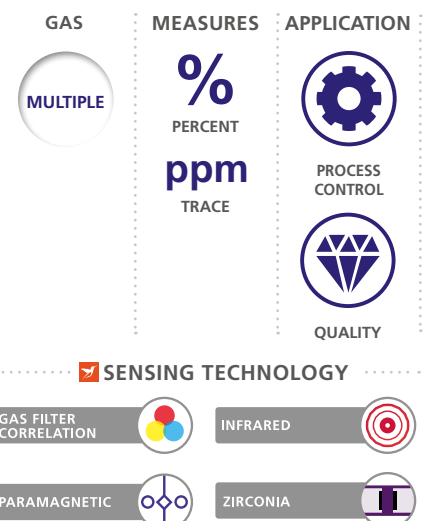 GAS
MEASURES
APPLICATION
MULTIPLE
%
PERCENT
ppm
TRACE
PROCESS
CONTROL
QUALITY
SENSING TECHNOLOGY
GAS FILTER
CORRELATION
INFRARED
PARAMAGNETIC
ZIRCONIA